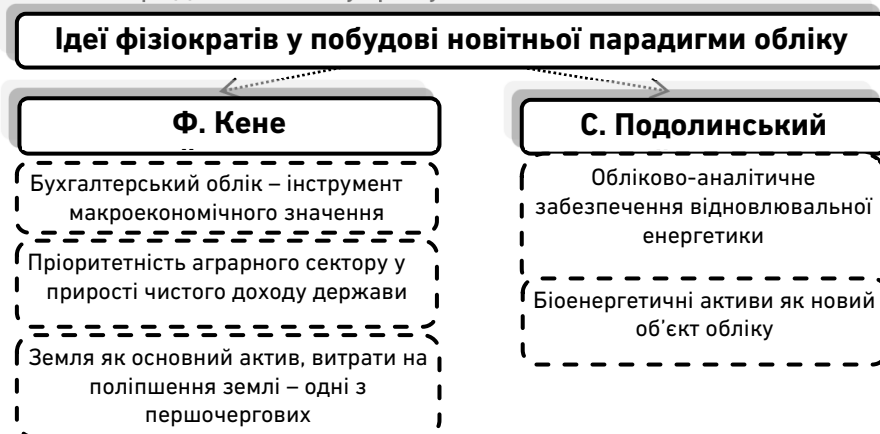 Ідеї фізіократів у побудові новітньої парадигми обліку
Ф. Кене
Бухгалтерський облік – інструмент
макроекономічного значення
Пріоритетність аграрного сектору у
прирості чистого доходу держави
Земля як основний актив, витрати на
поліпшення землі – одні з
першочергових
С. Подолинський
Обліково-аналітичне
забезпечення відновлювальної
енергетики
Біоенергетичні активи як новий
об’єкт обліку